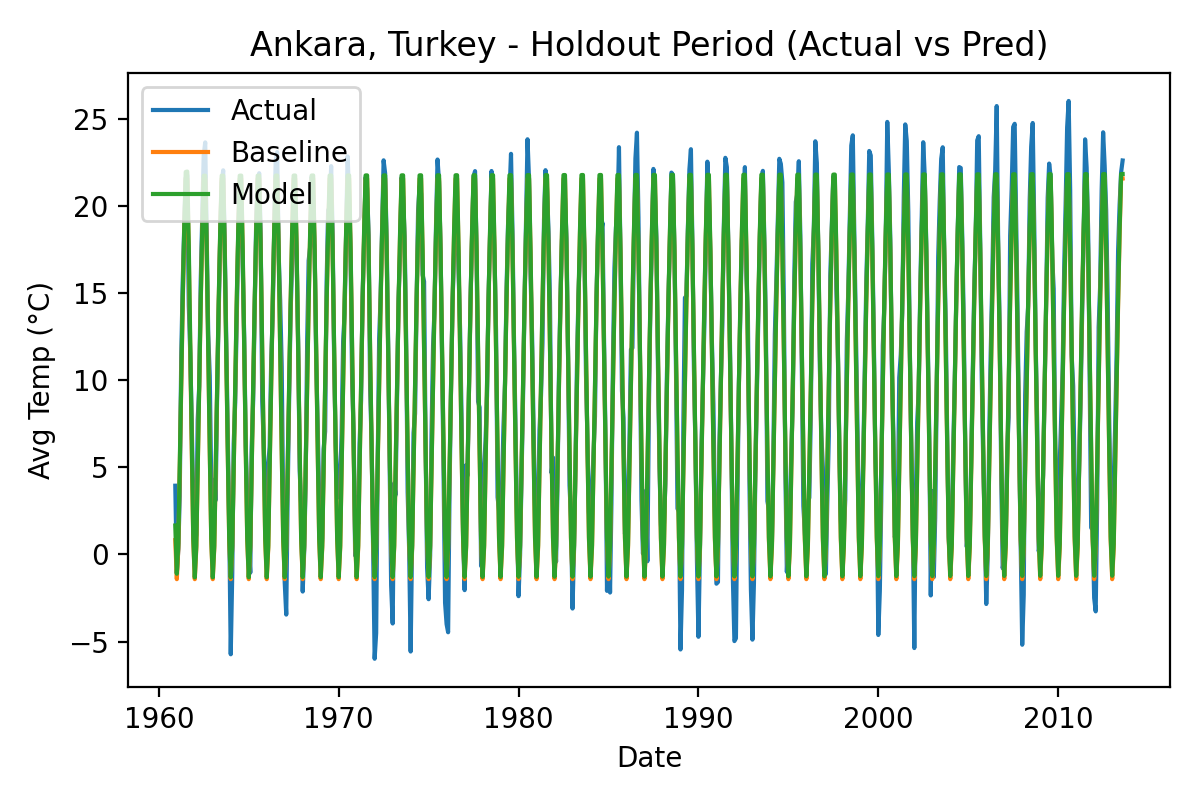 Ankara, Turkey - Holdout Period (Actual vs Pred)
Actual
Baseline
Model
25
20
15
10
5
0
−5
Avg Temp (°C)
1960 1970 1980 1990 2000 2010
Date